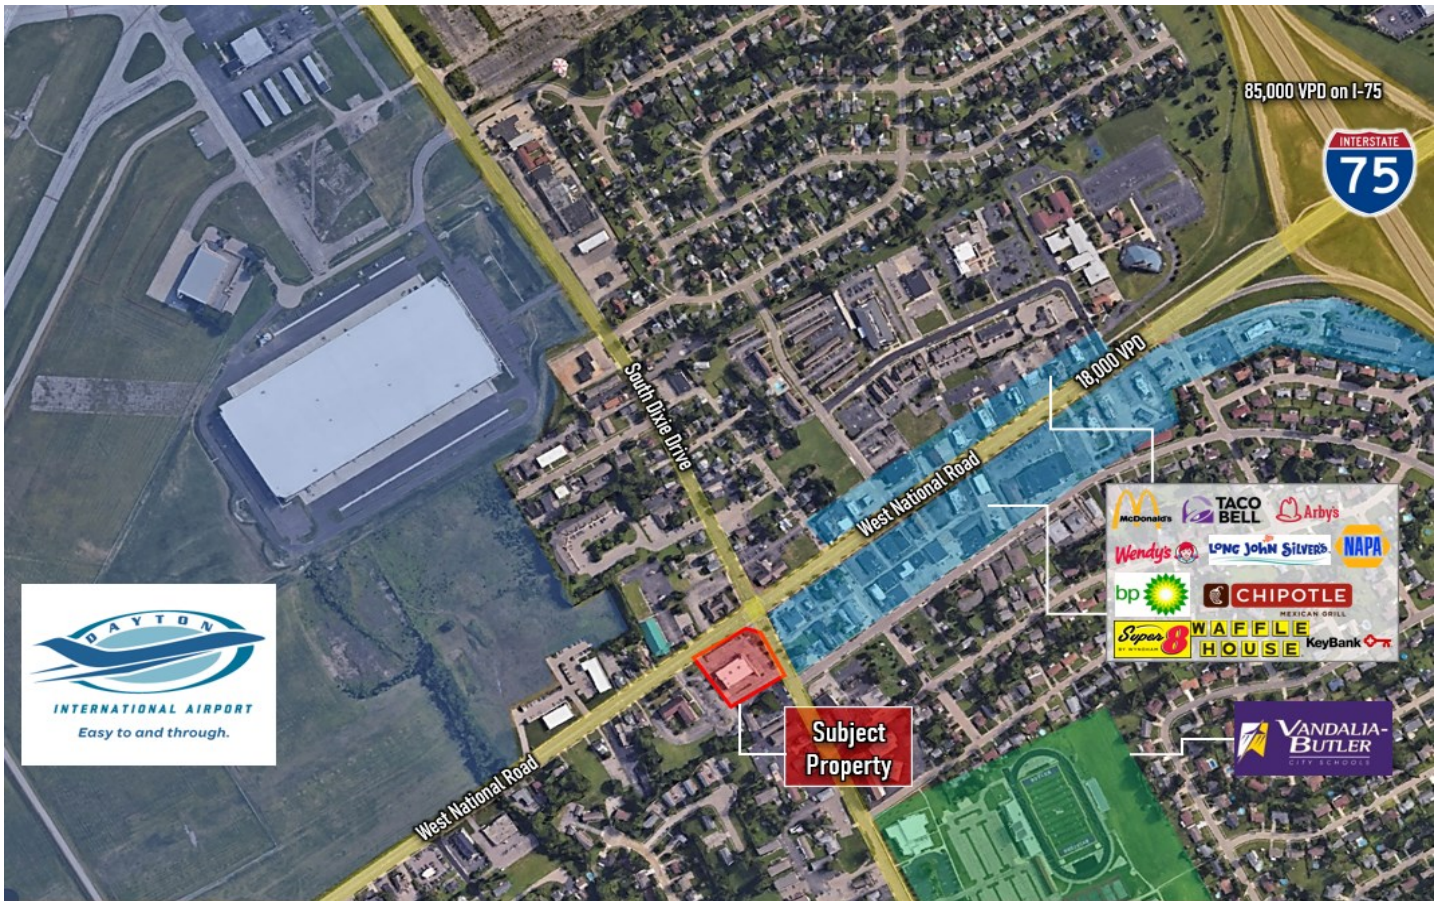 85,000 VPD on I-75
INTERSTATE
75
South Dixie Drive
18,000 VPD
West National Road
McDonald's
TACO
BELL
Arby's
Wendy's
LONG JOHN SILVER'S
NAPA
bp
CHIPOTLE
MEXICAN GRILL
Super 8
BY WYNDHAM
WAFFLE
HOUSE
KeyBank
DAYTON
INTERNATIONAL AIRPORT
Easy to and through.
Subject
Property
VANDALIA-
BUTLER
CITY SCHOOLS
West National Road
BUTLER